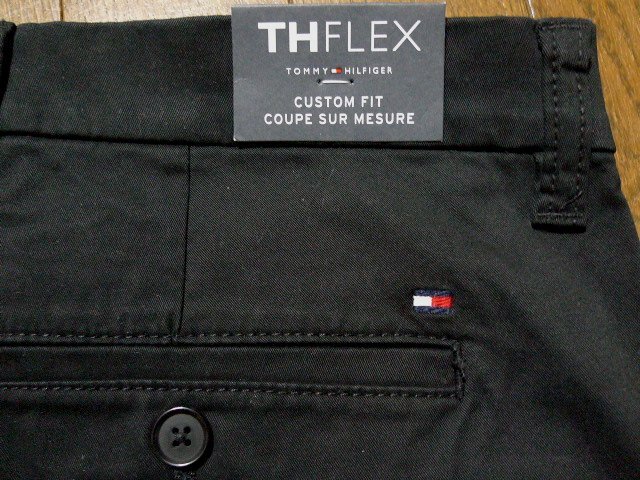 THFLEX
TOMMY HILFIGER
CUSTOM FIT
COUPE SUR MESURE